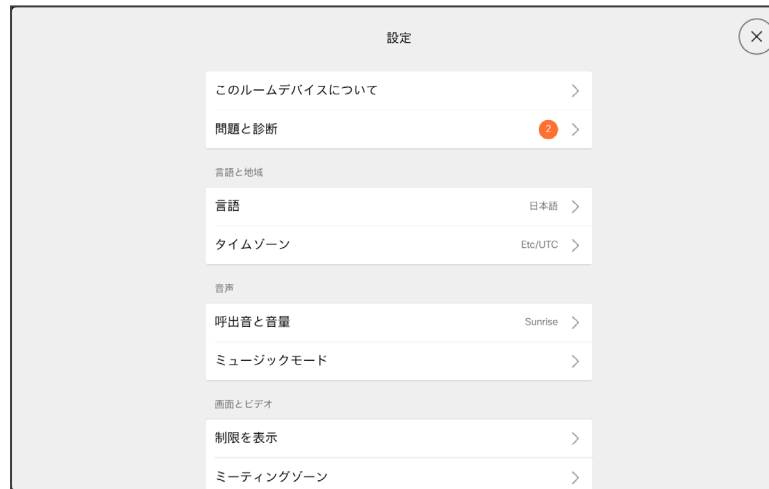 設定
このルームデバイスについて
問題と診断 2
言語と地域
言語 日本語
タイムゾーン Etc/UTC
音声
呼出音と音量 Sunrise
ミュージックモード
画面とビデオ
制限を表示
ミーティングゾーン